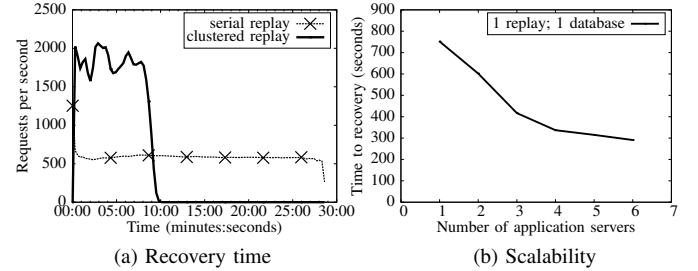 serial replay
clustered replay
2500
2000
1500
1000
500
0
Requests per second
00:00 05:00 10:00 15:00 20:00 25:00 30:00
Time (minutes:seconds)
(a) Recovery time
1 replay; 1 database
900
800
700
600
500
400
300
200
100
0
Time to recovery (seconds)
0 1 2 3 4 5 6 7
Number of application servers
(b) Scalability